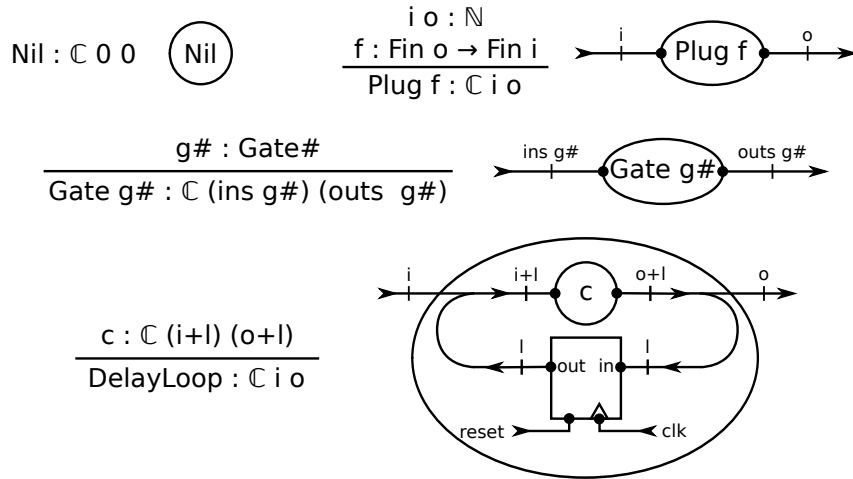 Nil : ℂ 0 0
Nil
i o : ℕ
f : Fin o → Fin i
Plug f : ℂ i o
i
Plug f
o
g# : Gate#
Gate g# : ℂ (ins g#) (outs g#)
ins g#
Gate g#
outs g#
c : ℂ (i+l) (o+l)
DelayLoop : ℂ i o
i
i+l
c
o+l
o
l
out
in
l
reset
clk